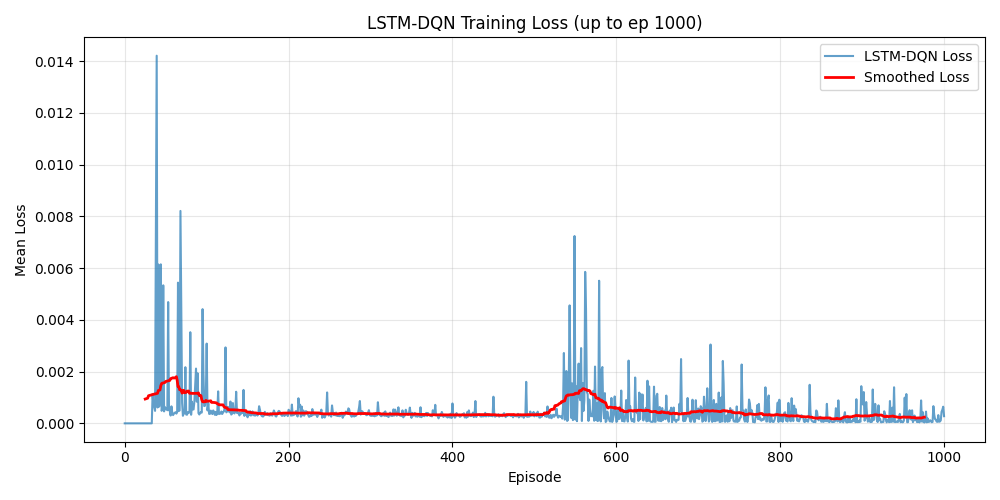 LSTM-DQN Training Loss (up to ep 1000)
LSTM-DQN Loss
Smoothed Loss
Mean Loss
0.014
0.012
0.010
0.008
0.006
0.004
0.002
0.000
0 200 400 600 800 1000
Episode